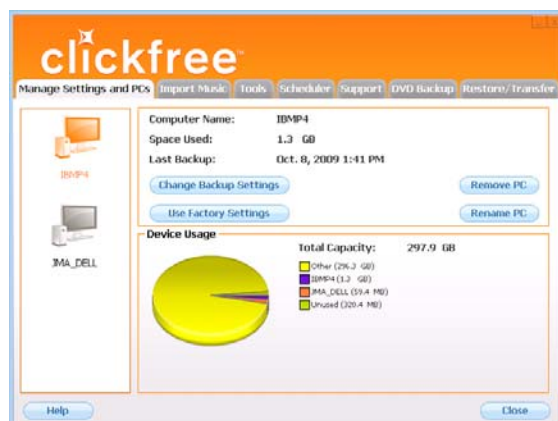 clickfree™
Manage Settings and PCs Import Music Tools Scheduler Support DVD Backup Restore/Transfer
IBMP4
JMA_DELL
Computer Name: IBMP4
Space Used: 1.3 GB
Last Backup: Oct. 8, 2009 1:41 PM
Change Backup Settings Remove PC
Use Factory Settings Rename PC
Device Usage
Total Capacity: 297.9 GB
Other (296.3 GB)
IBMP4 (1.3 GB)
JMA_DELL (59.4 MB)
Unused (320.4 MB)
Help Close